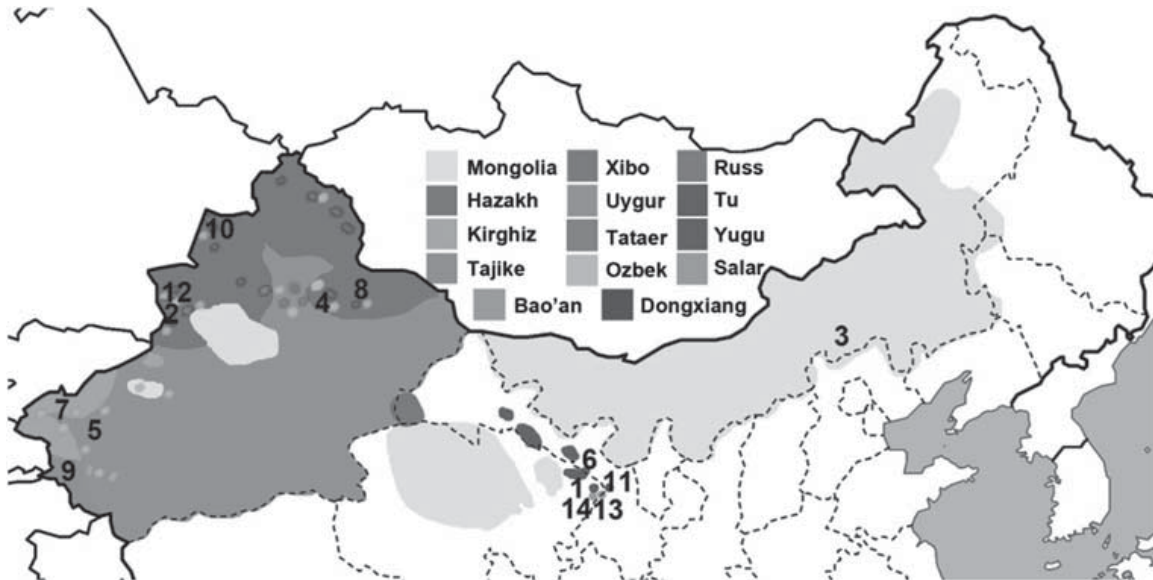 Mongolia Xibo Russ
Hazakh Uygur Tu
Kirghiz Tataer Yugu
Tajike Ozbek Salar
Bao'an Dongxiang
10
12
2
4 8
3
7
5
9
6
1 11
14 13